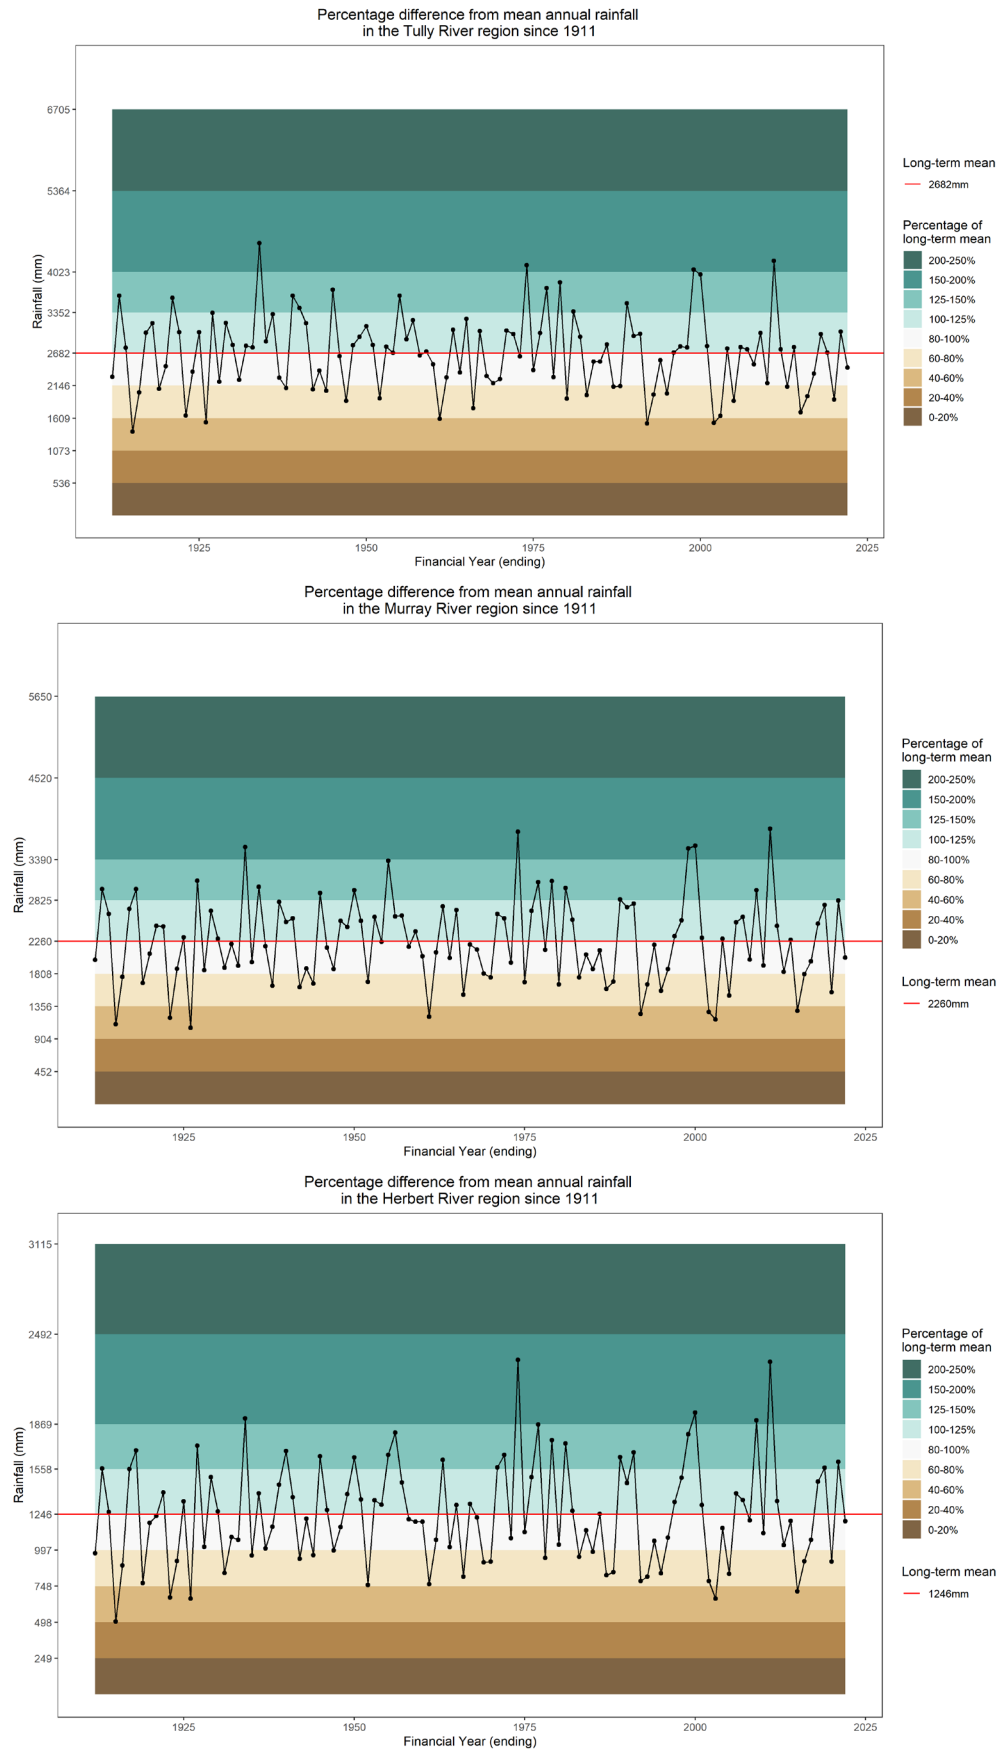 Percentage difference from mean annual rainfall
in the Tully River region since 1911
Rainfall (mm)
6705
5364
4023
3352
2682
2146
1609
1073
536
1925
1950
1975
2000
2025
Financial Year (ending)
Long-term mean
2682mm
Percentage of
long-term mean
200-250%
150-200%
125-150%
100-125%
80-100%
60-80%
40-60%
20-40%
0-20%
Percentage difference from mean annual rainfall
in the Murray River region since 1911
Rainfall (mm)
5650
4520
3390
2825
2260
1808
1356
904
452
1925
1950
1975
2000
2025
Financial Year (ending)
Percentage of
long-term mean
200-250%
150-200%
125-150%
100-125%
80-100%
60-80%
40-60%
20-40%
0-20%
Long-term mean
2260mm
Percentage difference from mean annual rainfall
in the Herbert River region since 1911
Rainfall (mm)
3115
2492
1869
1558
1246
997
748
498
249
1925
1950
1975
2000
2025
Financial Year (ending)
Percentage of
long-term mean
200-250%
150-200%
125-150%
100-125%
80-100%
60-80%
40-60%
20-40%
0-20%
Long-term mean
1246mm